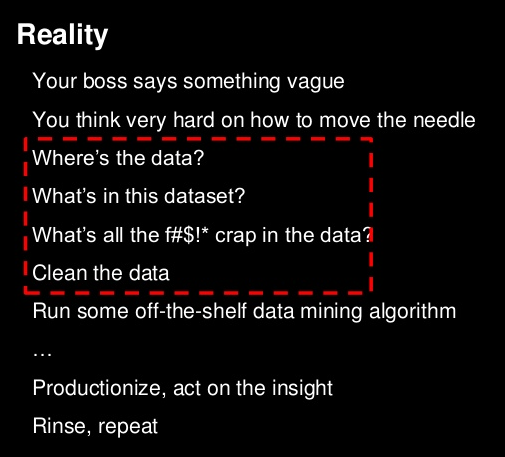 Reality
Your boss says something vague
You think very hard on how to move the needle
Where’s the data?
What’s in this dataset?
What’s all the f#$!* crap in the data?
Clean the data
Run some off-the-shelf data mining algorithm
…
Productionize, act on the insight
Rinse, repeat